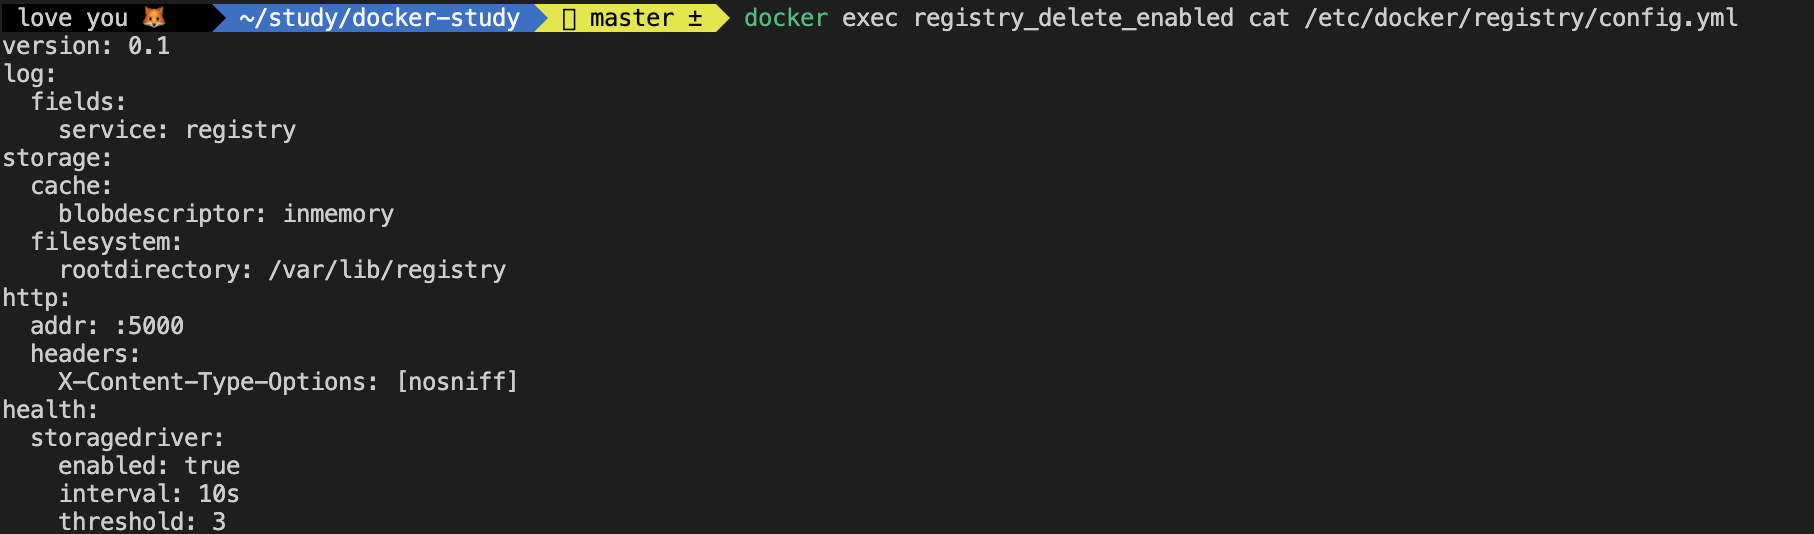 love you 🦊 ~/study/docker-study master ± docker exec registry_delete_enabled cat /etc/docker/registry/config.yml
version: 0.1
log:
  fields:
    service: registry
storage:
  cache:
    blobdescriptor: inmemory
  filesystem:
    rootdirectory: /var/lib/registry
http:
  addr: :5000
  headers:
    X-Content-Type-Options: [nosniff]
health:
  storagedriver:
    enabled: true
    interval: 10s
    threshold: 3